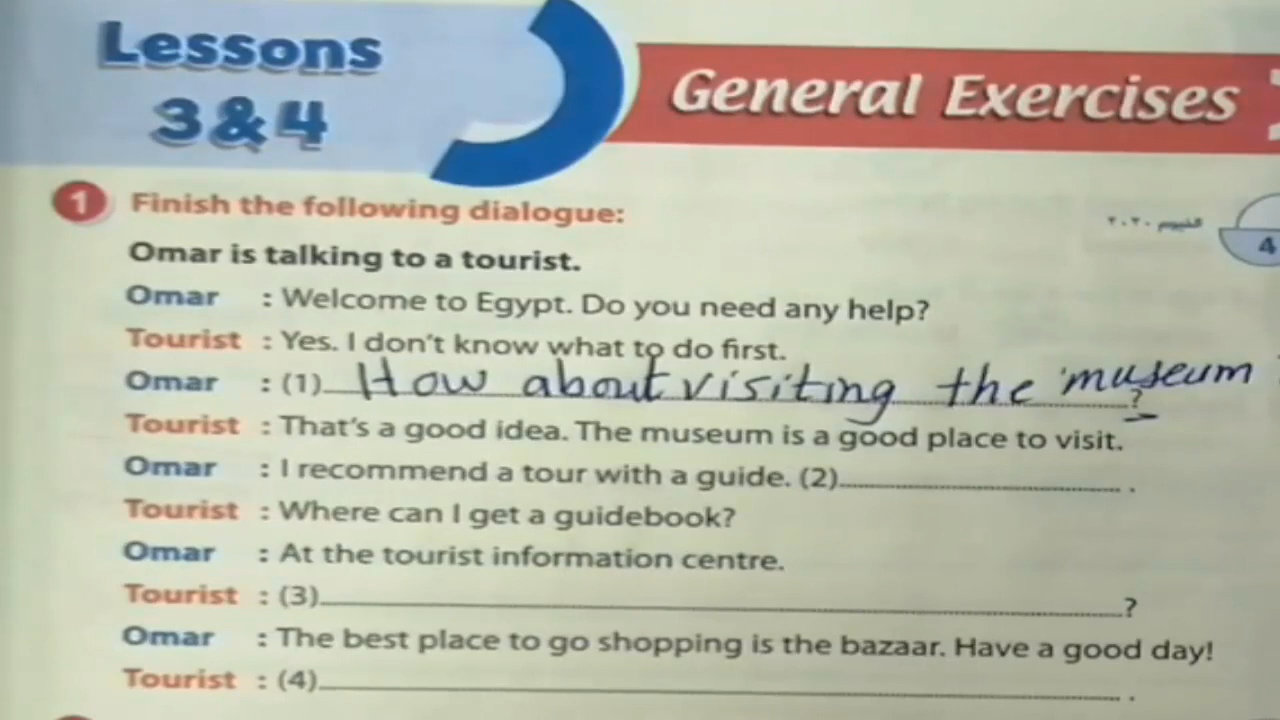 Lessons
3 & 4
General Exercises
1 Finish the following dialogue:
الفيوم ٢٠٢٠
4
Omar is talking to a tourist.
Omar : Welcome to Egypt. Do you need any help?
Tourist : Yes. I don't know what to do first.
Omar : (1) How about visiting the museum ?
Tourist : That's a good idea. The museum is a good place to visit.
Omar : I recommend a tour with a guide. (2) .
Tourist : Where can I get a guidebook?
Omar : At the tourist information centre.
Tourist : (3) ?
Omar : The best place to go shopping is the bazaar. Have a good day!
Tourist : (4) .